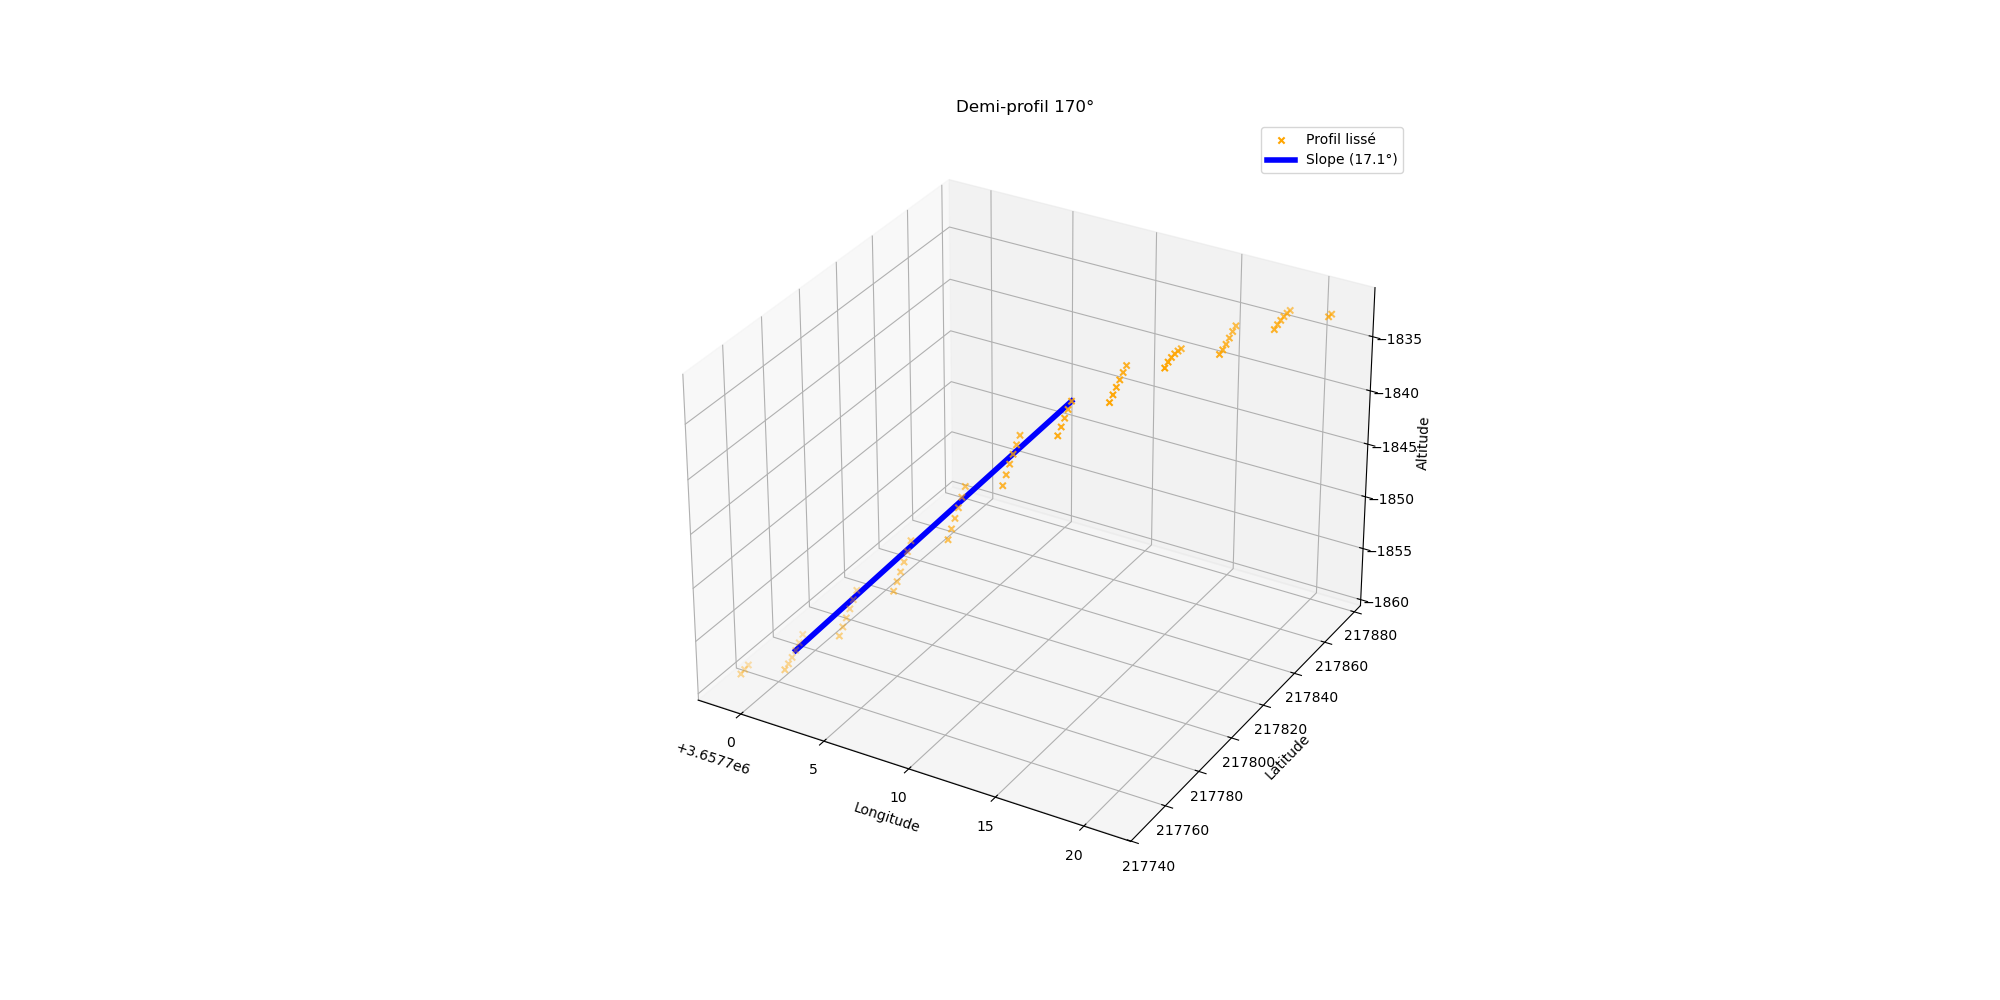 Demi-profil 170°
Profil lissé
Slope (17.1°)
−1835
−1840
−1845
−1850
−1855
−1860
Altitude
217880
217860
217840
217820
217800
217780
217760
217740
Latitude
0
5
10
15
20
+3.6577e6
Longitude